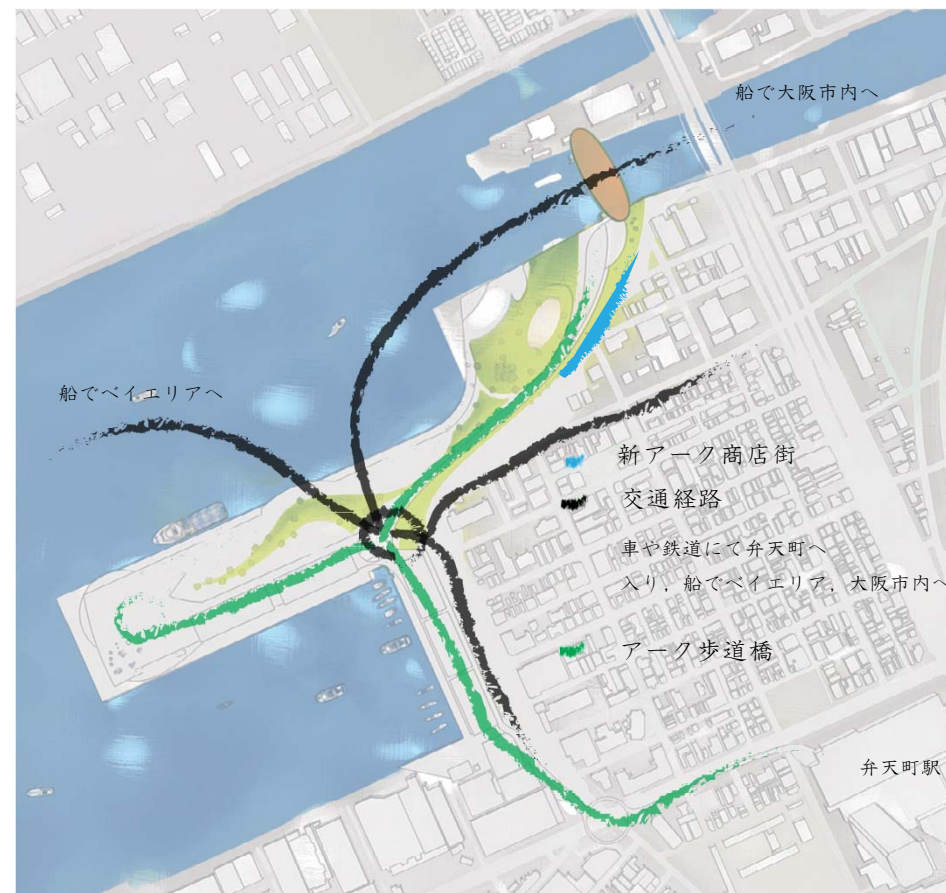 船で大阪市内へ
船でベイエリアへ
新アーク商店街
交通経路
車や鉄道にて弁天町へ
入り，船でベイエリア，大阪市内へ
アーク歩道橋
弁天町駅